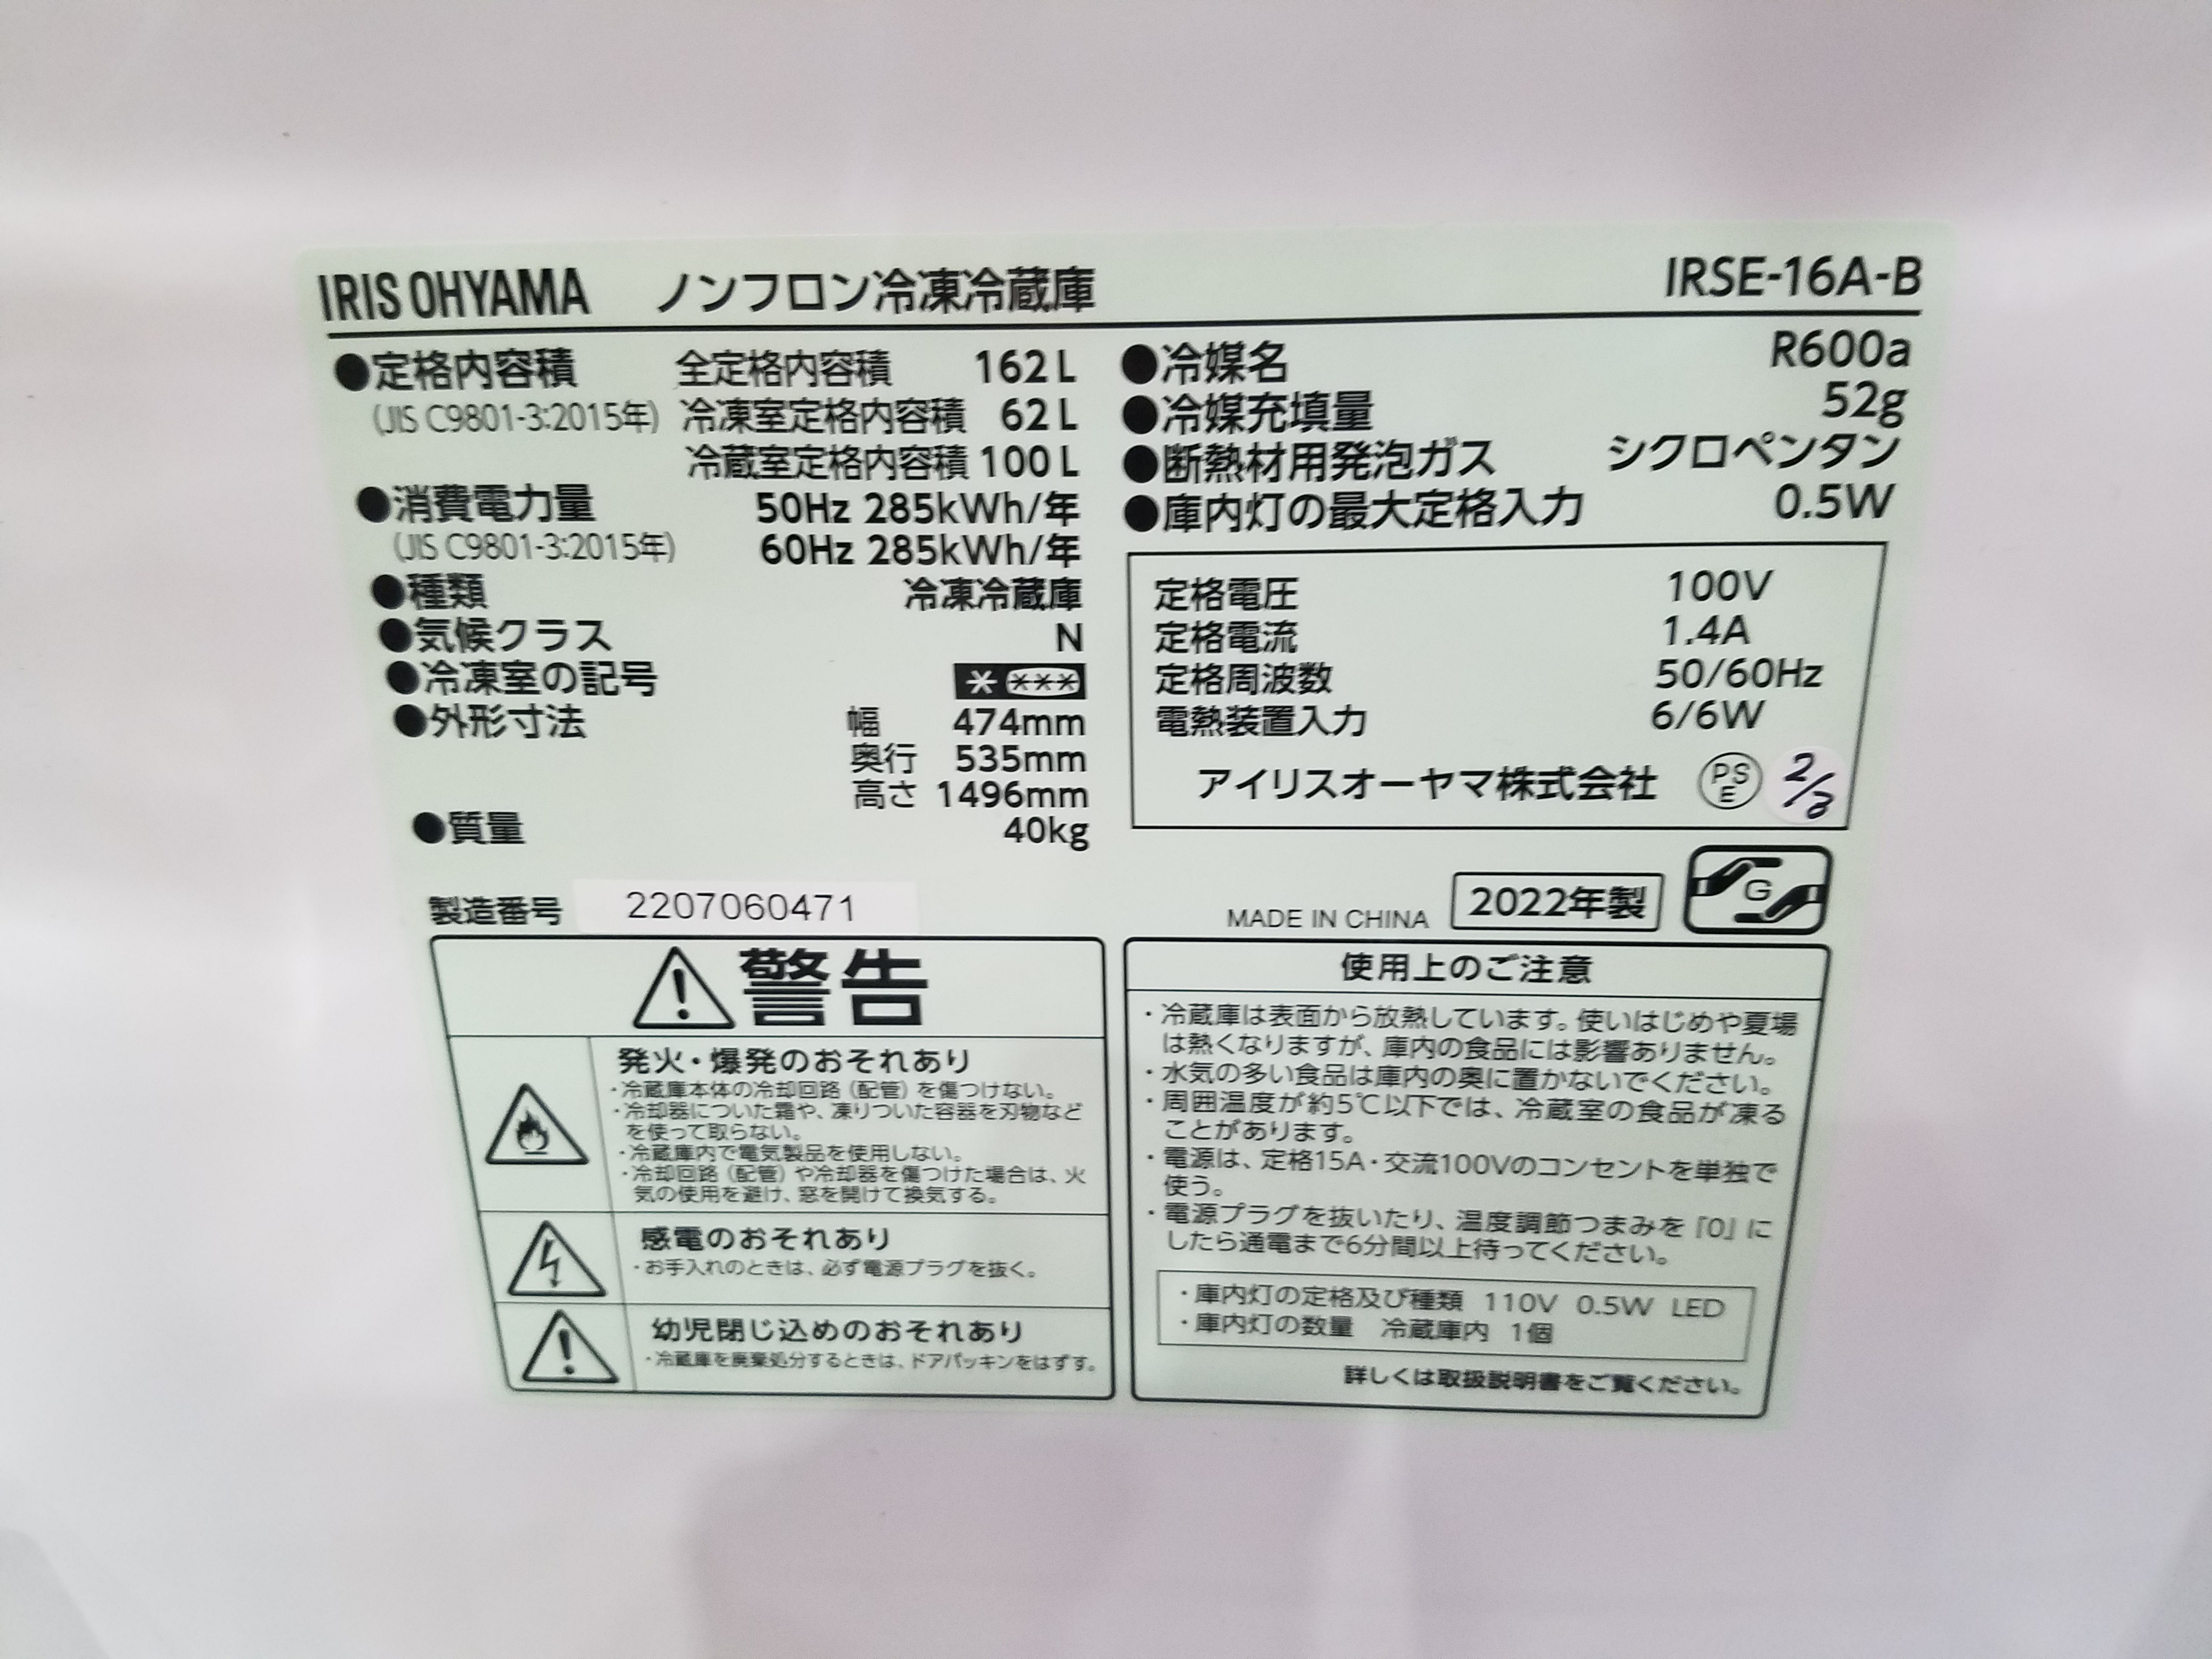 IRIS OHYAMA ノンフロン冷凍冷蔵庫 IRSE-16A-B
●定格内容積 全定格内容積 162L
(JIS C9801-3:2015年) 冷凍室定格内容積 62L
冷蔵室定格内容積 100L
●消費電力量 50Hz 285kWh/年
(JIS C9801-3:2015年) 60Hz 285kWh/年
●種類 冷凍冷蔵庫
●気候クラス N
●冷凍室の記号 * ***
●外形寸法 幅 474mm
奥行 535mm
高さ 1496mm
●質量 40kg
●冷媒名 R600a
●冷媒充填量 52g
●断熱材用発泡ガス シクロペンタン
●庫内灯の最大定格入力 0.5W
定格電圧 100V
定格電流 1.4A
定格周波数 50/60Hz
電熱装置入力 6/6W
アイリスオーヤマ株式会社 PSE 2/3
製造番号 2207060471
MADE IN CHINA 2022年製 G
警告
発火・爆発のおそれあり
・冷蔵庫本体の冷却回路(配管)を傷つけない。
・冷却器についた霜や、凍りついた容器を刃物など
を使って取らない。
・冷蔵庫内で電気製品を使用しない。
・冷却回路(配管)や冷却器を傷つけた場合は、火
気の使用を避け、窓を開けて換気する。
感電のおそれあり
・お手入れのときは、必ず電源プラグを抜く。
幼児閉じ込めのおそれあり
・冷蔵庫を廃棄処分するときは、ドアパッキンをはずす。
使用上のご注意
・冷蔵庫は表面から放熱しています。使いはじめや夏場
は熱くなりますが、庫内の食品には影響ありません。
・水気の多い食品は庫内の奥に置かないでください。
・周囲温度が約5℃以下では、冷蔵室の食品が凍る
ことがあります。
・電源は、定格15A・交流100Vのコンセントを単独で
使う。
・電源プラグを抜いたり、温度調節つまみを「0」に
したら通電まで6分間以上待ってください。
・庫内灯の定格及び種類 110V 0.5W LED
・庫内灯の数量 冷蔵庫内 1個
詳しくは取扱説明書をご覧ください。